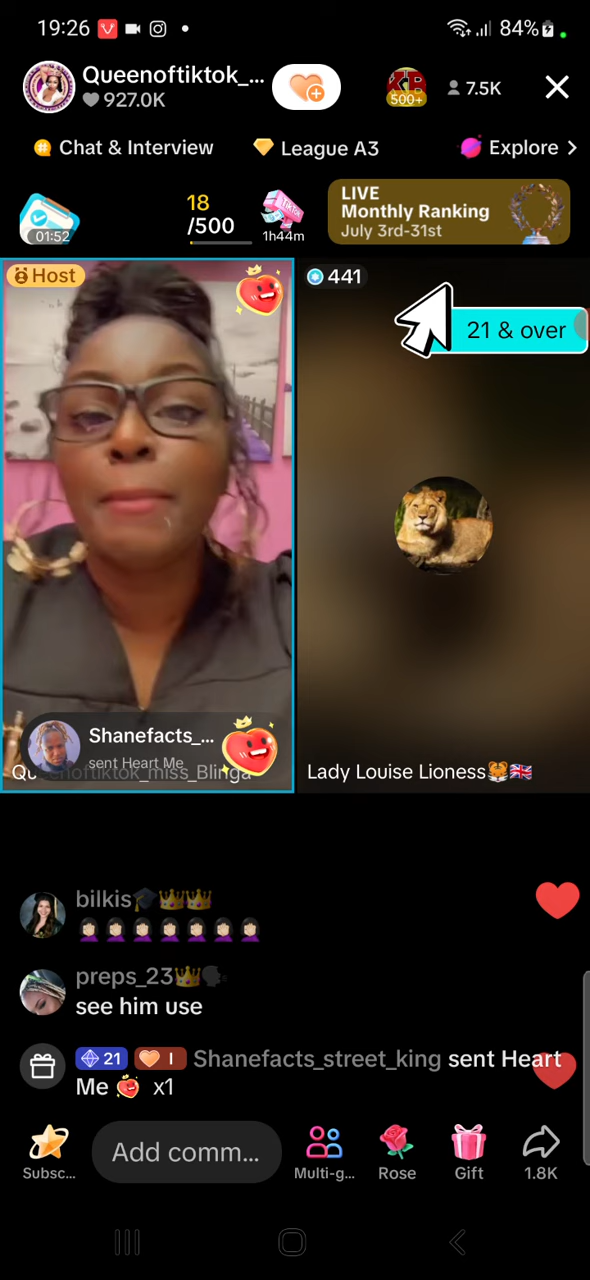 19:26
84%
Queenoftiktok_...
927.0K
500+
7.5K
Chat & Interview
League A3
Explore
01:52
18
/500
1h44m
LIVE
Monthly Ranking
July 3rd-31st
Host
441
21 & over
Shanefacts_...
sent Heart Me
Queenoftiktok_miss_Blinga
Lady Louise Lioness🐯🇬🇧
bilkis🎓👑👑
🤦🏻‍♀️🤦🏻‍♀️🤦🏻‍♀️🤦🏻‍♀️🤦🏻‍♀️🤦🏻‍♀️🤦🏻‍♀️
preps_23👑🗣
see him use
21 I Shanefacts_street_king sent Heart
Me x1
Subsc...
Add comm...
Multi-g...
Rose
Gift
1.8K